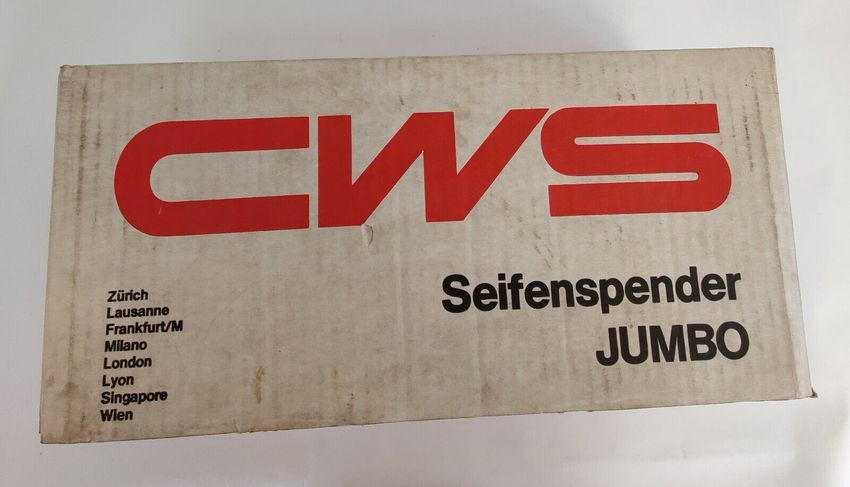 CWS
Seifenspender
JUMBO
Zürich
Lausanne
Frankfurt/M
Milano
London
Lyon
Singapore
Wien